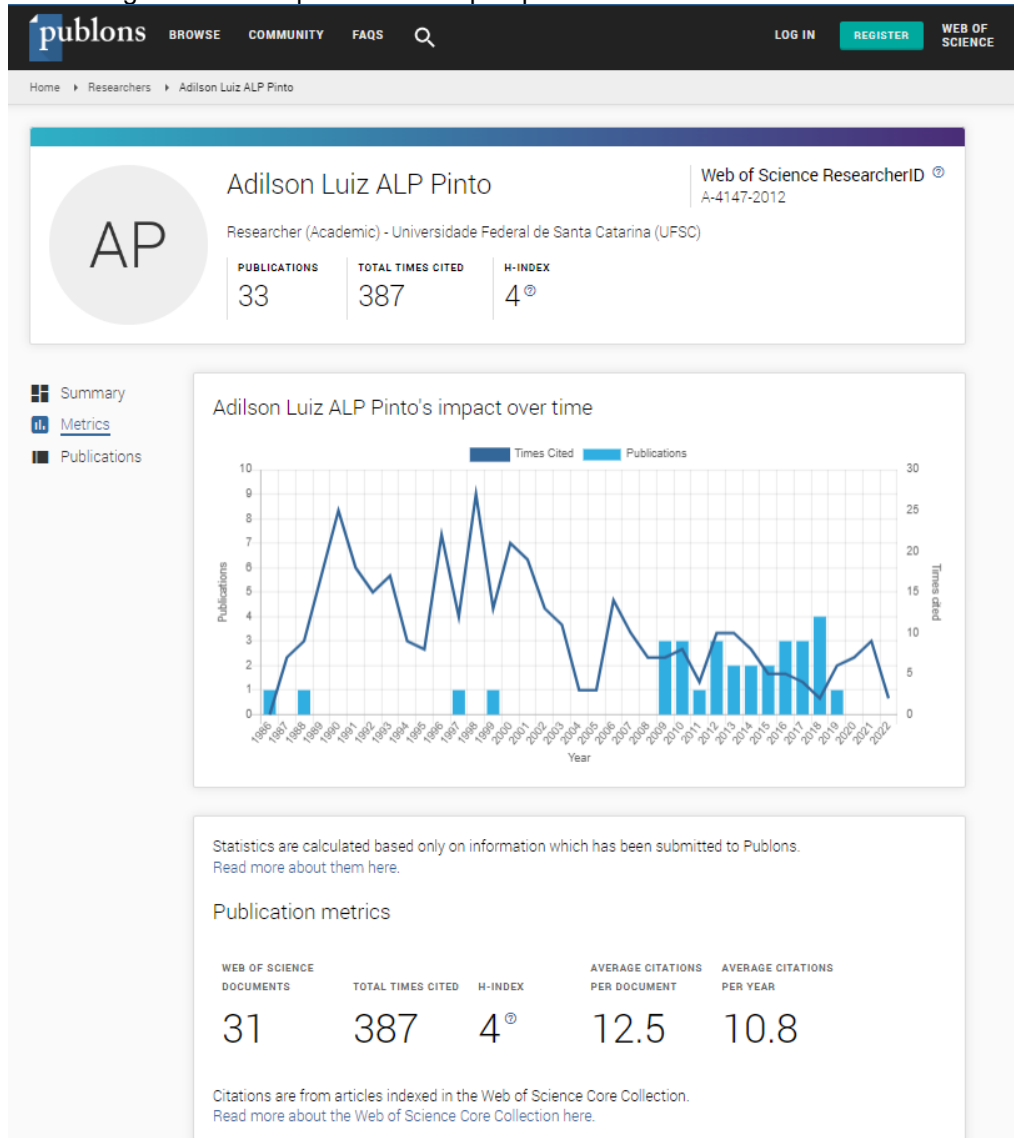 publons BROWSE COMMUNITY FAQS LOG IN REGISTER WEB OF SCIENCE
Home Researchers Adilson Luiz ALP Pinto
AP
Adilson Luiz ALP Pinto
Web of Science ResearcherID
A-4147-2012
Researcher (Academic) - Universidade Federal de Santa Catarina (UFSC)
PUBLICATIONS TOTAL TIMES CITED H-INDEX
33 387 4
Summary
Metrics
Publications
Adilson Luiz ALP Pinto's impact over time
Times Cited Publications
10 9 8 7 6 5 4 3 2 1 0
Publications
30 25 20 15 10 5 0
Times cited
1986 1987 1988 1989 1990 1991 1992 1993 1994 1995 1996 1997 1998 1999 2000 2001 2002 2003 2004 2005 2006 2007 2008 2009 2010 2011 2012 2013 2014 2015 2016 2017 2018 2019 2020 2021 2022
Year
Statistics are calculated based only on information which has been submitted to Publons.
Read more about them here.
Publication metrics
WEB OF SCIENCE DOCUMENTS TOTAL TIMES CITED H-INDEX AVERAGE CITATIONS PER DOCUMENT AVERAGE CITATIONS PER YEAR
31 387 4 12.5 10.8
Citations are from articles indexed in the Web of Science Core Collection.
Read more about the Web of Science Core Collection here.